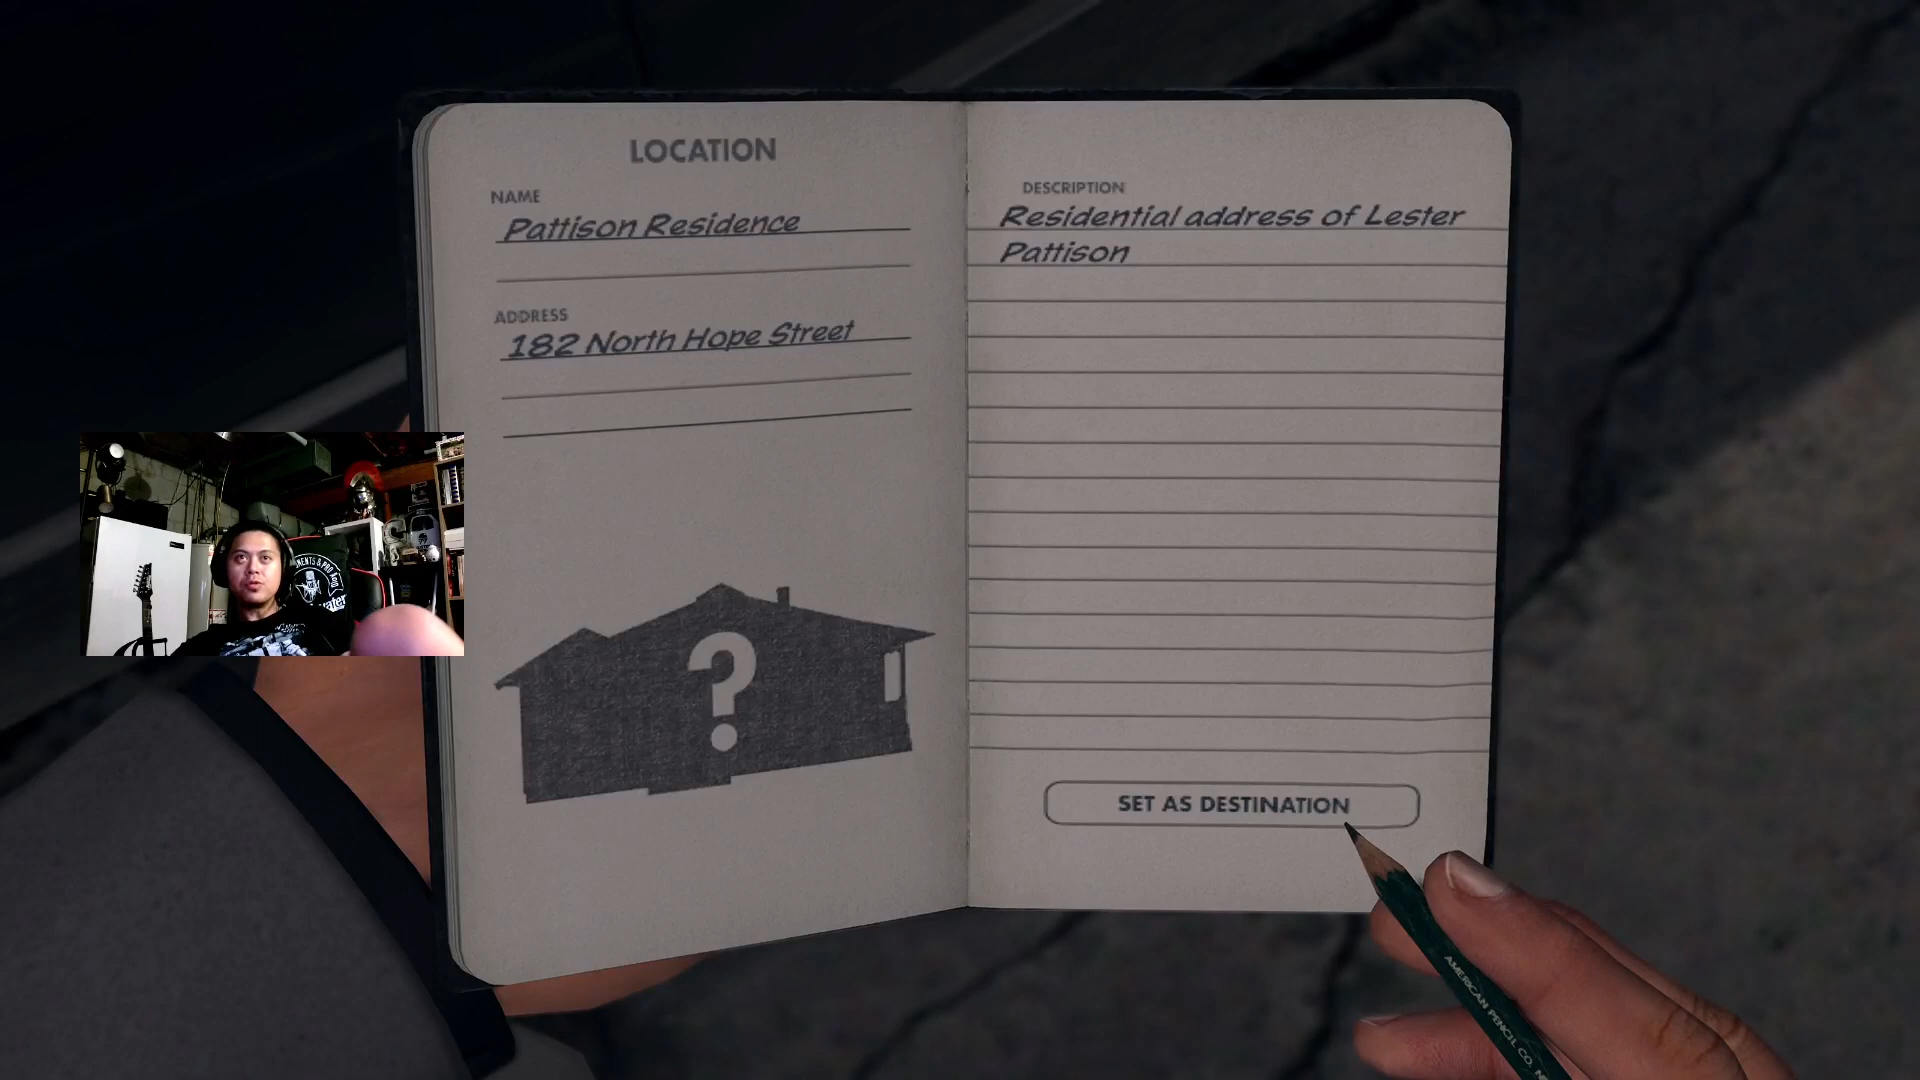 LOCATION
NAME
Pattison Residence
ADDRESS
182 North Hope Street
DESCRIPTION
Residential address of Lester
Pattison
SET AS DESTINATION
AMERICAN PENCIL CO.